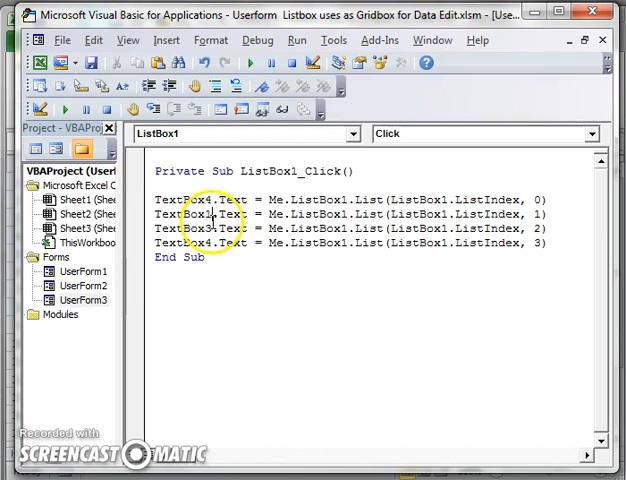 Microsoft Visual Basic for Applications - Userform Listbox uses as Gridbox for Data Edit.xlsm - [Use...
File Edit View Insert Format Debug Run Tools Add-Ins Window Help
Project - VBAProj
ListBox1
Click
VBAProject (Userf
Microsoft Excel C
Sheet1 (Shee
Sheet2 (Shee
Sheet3 (Shee
ThisWorkboo
Forms
UserForm1
UserForm2
UserForm3
Modules
Private Sub ListBox1_Click()
TextBox4.Text = Me.ListBox1.List(ListBox1.ListIndex, 0)
TextBox1.Text = Me.ListBox1.List(ListBox1.ListIndex, 1)
TextBox3.Text = Me.ListBox1.List(ListBox1.ListIndex, 2)
TextBox4.Text = Me.ListBox1.List(ListBox1.ListIndex, 3)
End Sub
Recorded with
SCREENCAST MATIC